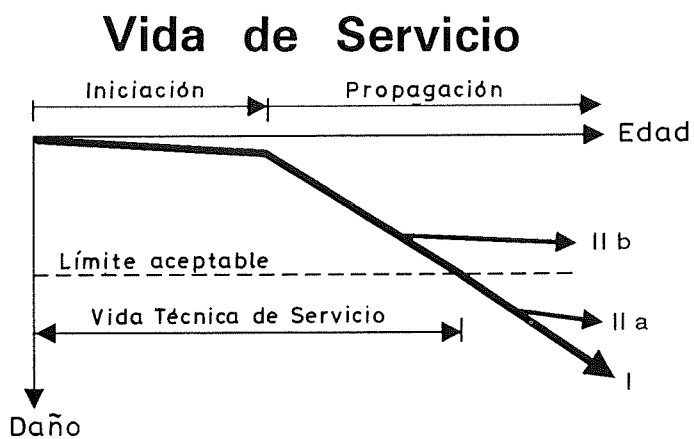 Vida de Servicio
Iniciación
Propagación
Edad
II b
Límite aceptable
Vida Técnica de Servicio
II a
I
Daño